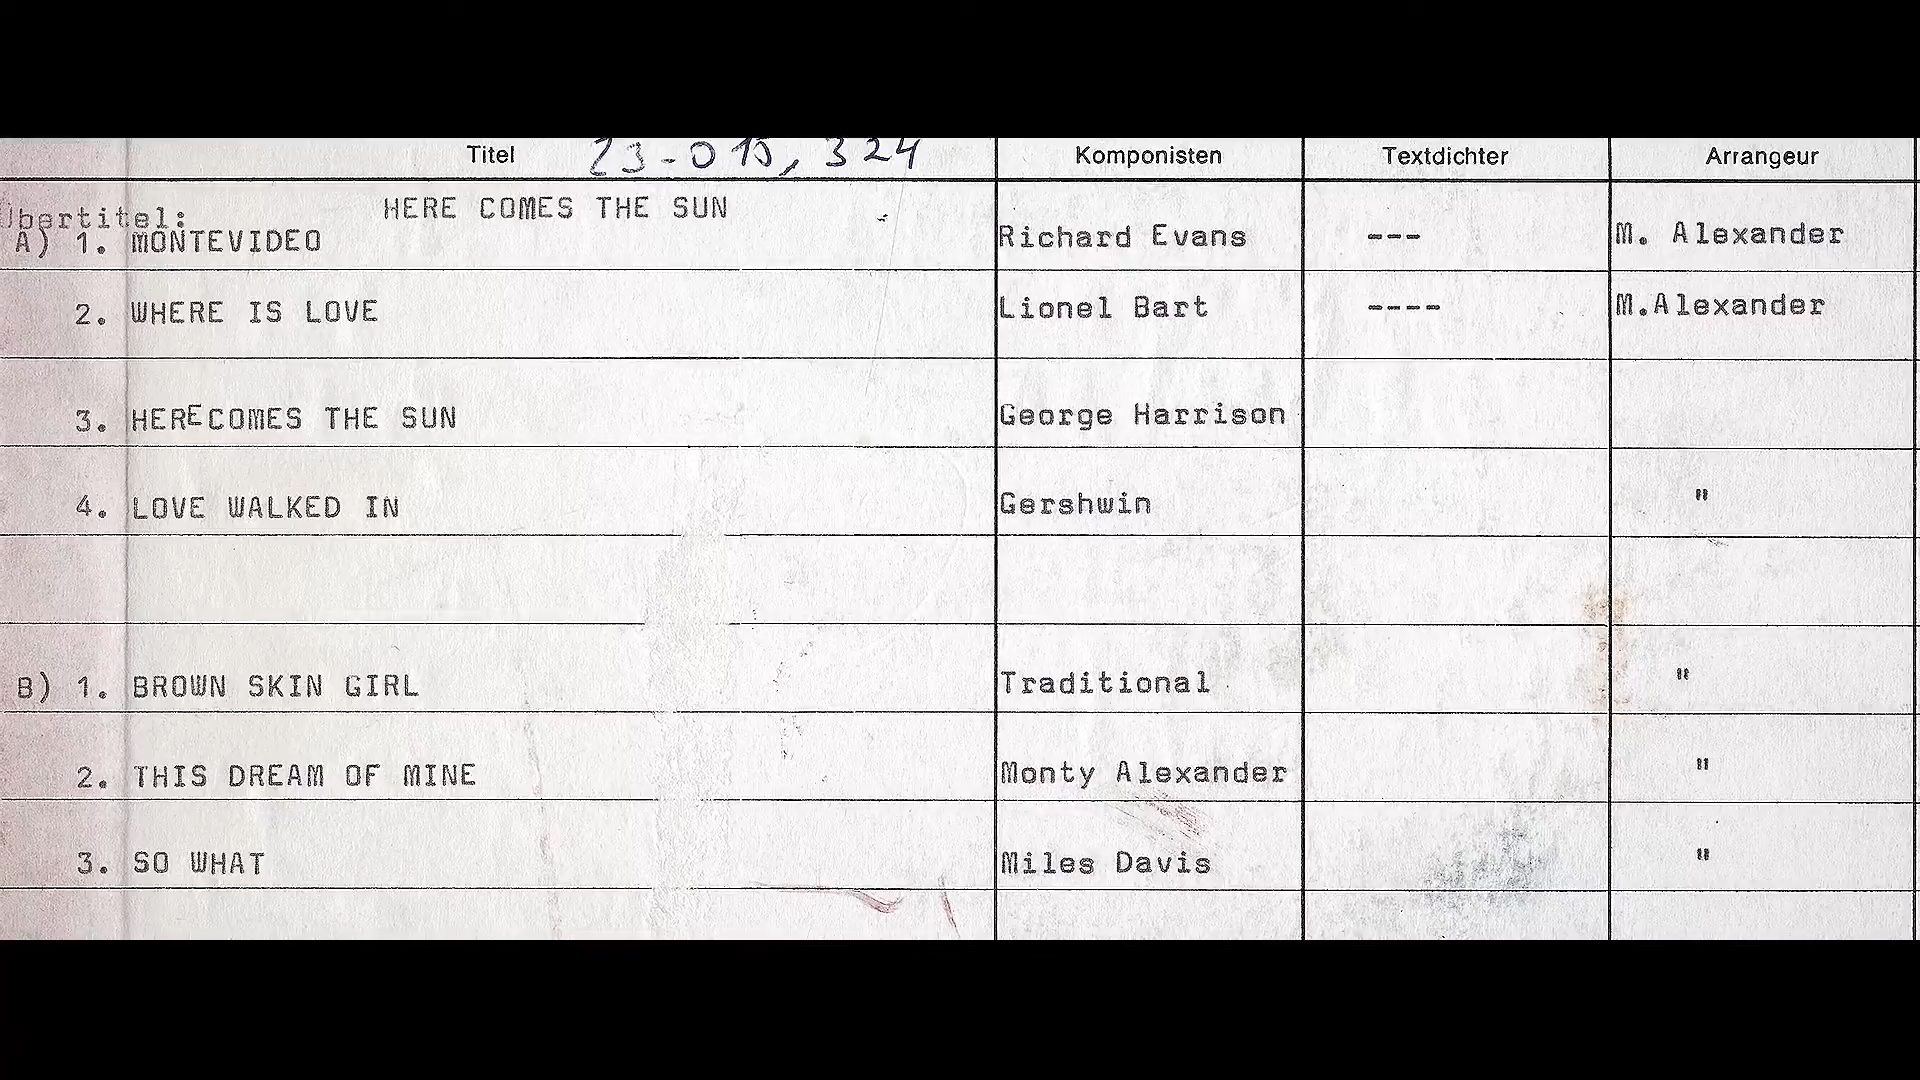 Titel 23-015, 324 Komponisten Textdichter Arrangeur
Übertitel: HERE COMES THE SUN
A) 1. MONTEVIDEO Richard Evans --- M. Alexander
2. WHERE IS LOVE Lionel Bart ---- M.Alexander
3. HERECOMES THE SUN George Harrison
4. LOVE WALKED IN Gershwin "
B) 1. BROWN SKIN GIRL Traditional "
2. THIS DREAM OF MINE Monty Alexander "
3. SO WHAT Miles Davis "